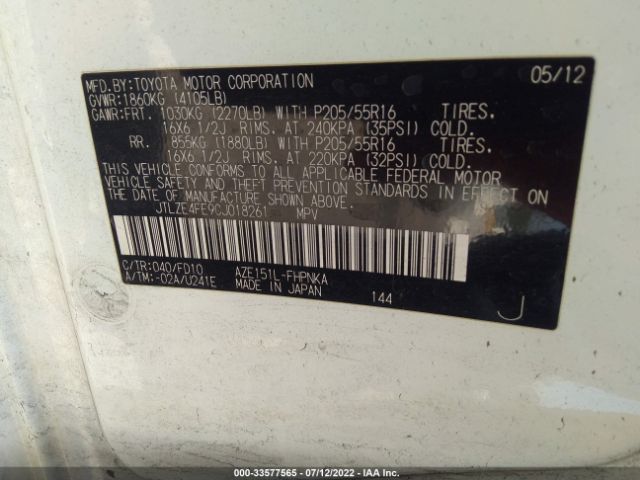 MFD.BY:TOYOTA MOTOR CORPORATION 05/12
GVWR:1860KG (4105LB)
GAWR:FRT. 1030KG (2270LB) WITH P205/55R16 TIRES.
16X6 1/2J RIMS. AT 240KPA (35PSI) COLD.
RR. 855KG (1880LB) WITH P205/55R16 TIRES.
16X6 1/2J RIMS. AT 220KPA (32PSI) COLD.
THIS VEHICLE CONFORMS TO ALL APPLICABLE FEDERAL MOTOR
VEHICLE SAFETY AND THEFT PREVENTION STANDARDS IN EFFECT ON
THE DATE OF MANUFACTURE SHOWN ABOVE.
JTLZE4FE9CJ018261 MPV
C/TR:040/FD10 AZE151L-FHPNKA
A/TM:-02A/U241E MADE IN JAPAN 144 J
000-33577565 - 07/12/2022 - IAA Inc.